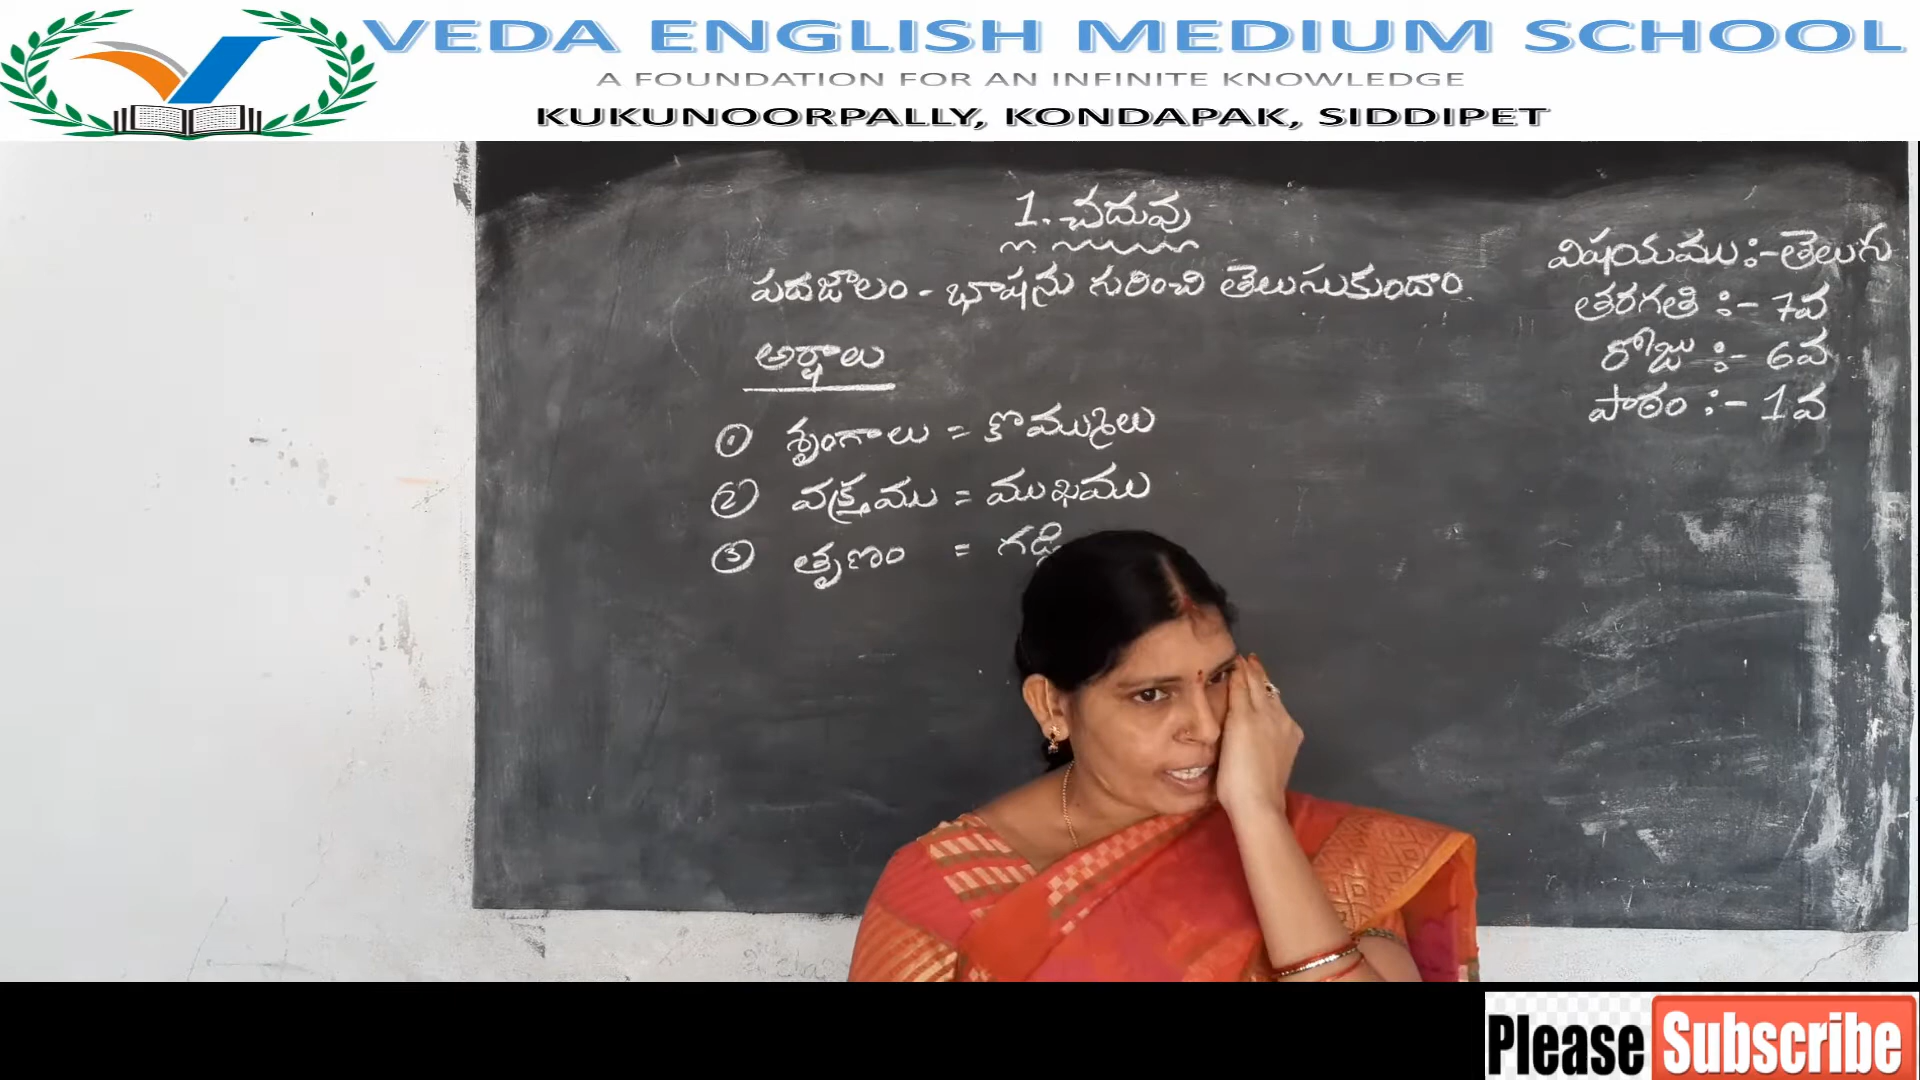 VEDA ENGLISH MEDIUM SCHOOL
A FOUNDATION FOR AN INFINITE KNOWLEDGE
KUKUNOORPALLY, KONDAPAK, SIDDIPET
1. చదువు
పదజాలం - భాషను గురించి తెలుసుకుందాం
అర్థాలు
① శృంగాలు = కొమ్ములు
② వక్త్రము = ముఖము
③ తృణం = గడ్డి
విషయము :- తెలుగు
తరగతి :- 7వ
రోజు :- 6వ
పాఠం :- 1వ
Please Subscribe